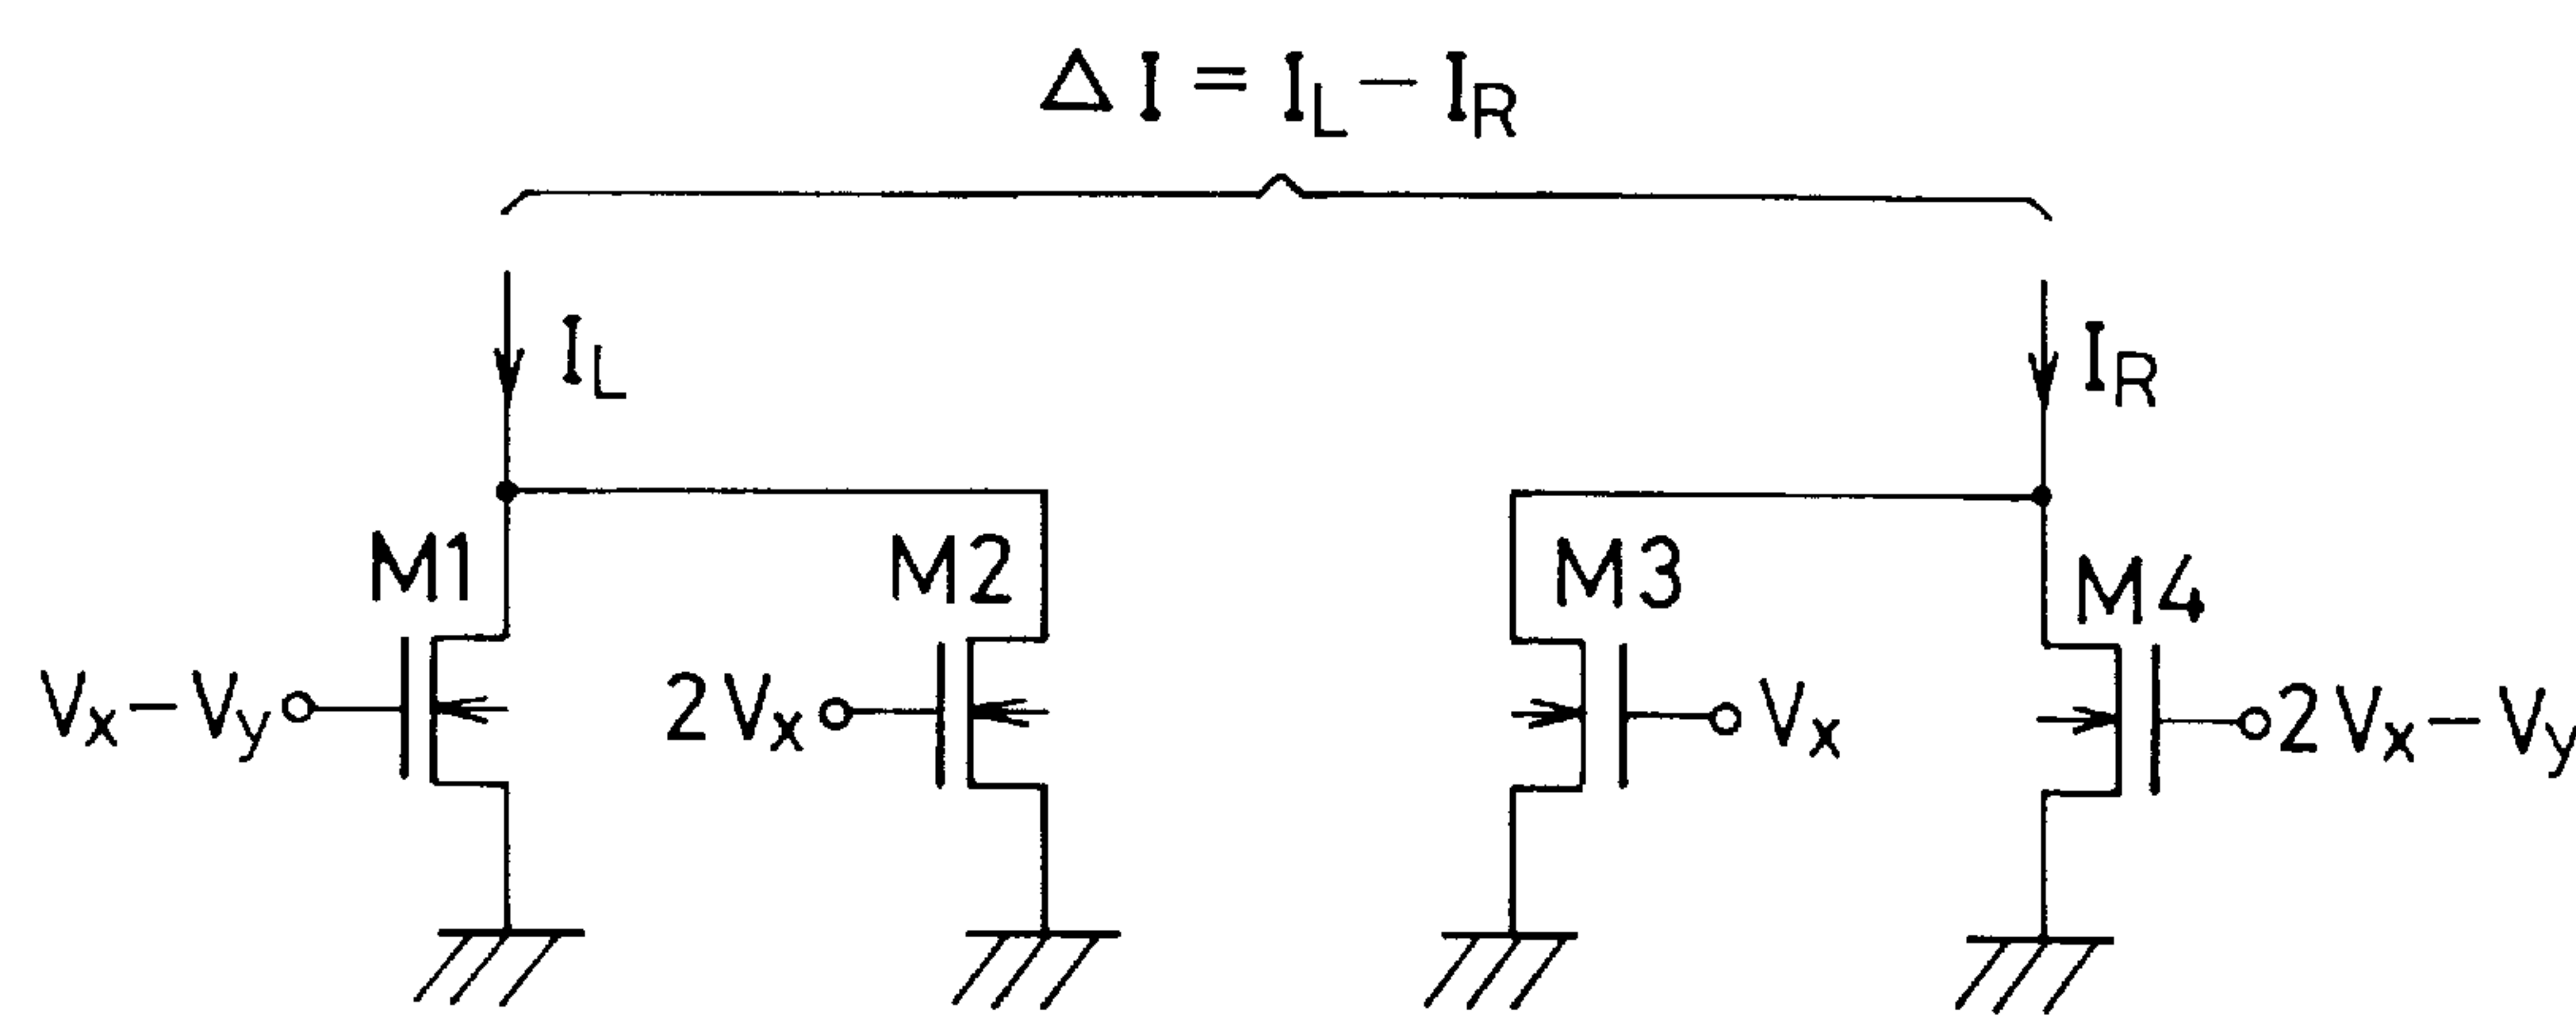 ΔI = I_L − I_R
I_L
I_R
M1
M2
M3
M4
V_x − V_y
2V_x
V_x
2V_x − V_y